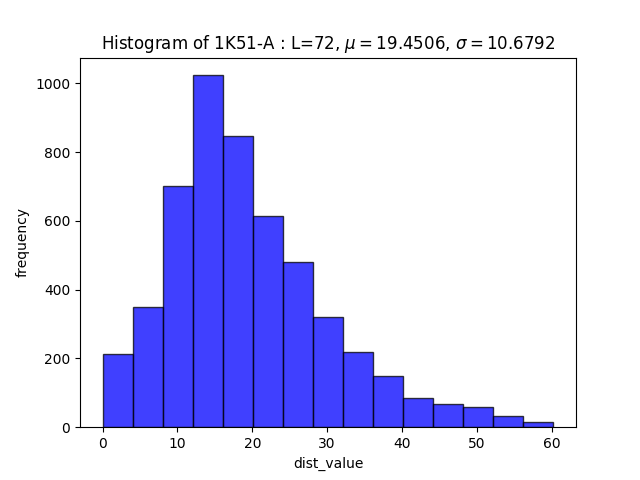 Histogram of 1K51-A : L=72, μ = 19.4506, σ = 10.6792
1000
800
600
400
200
0
frequency
0 10 20 30 40 50 60
dist_value